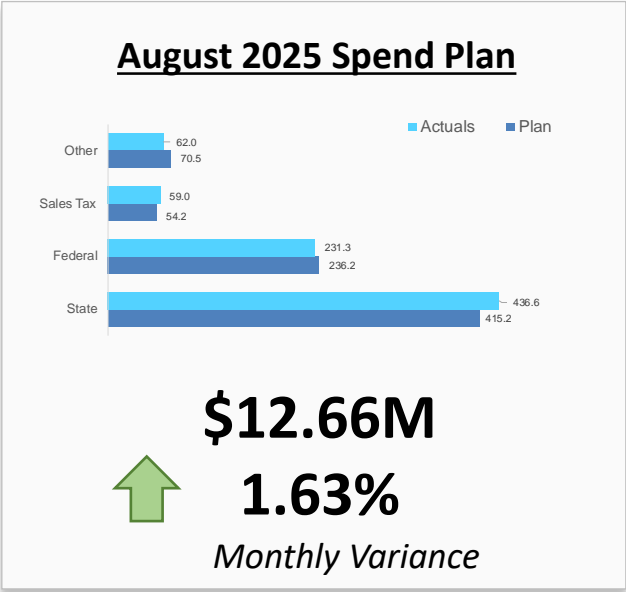 August 2025 Spend Plan
Actuals Plan
Other 62.0
70.5
Sales Tax 59.0
54.2
Federal 231.3
236.2
State 436.6
415.2
$12.66M
1.63%
Monthly Variance